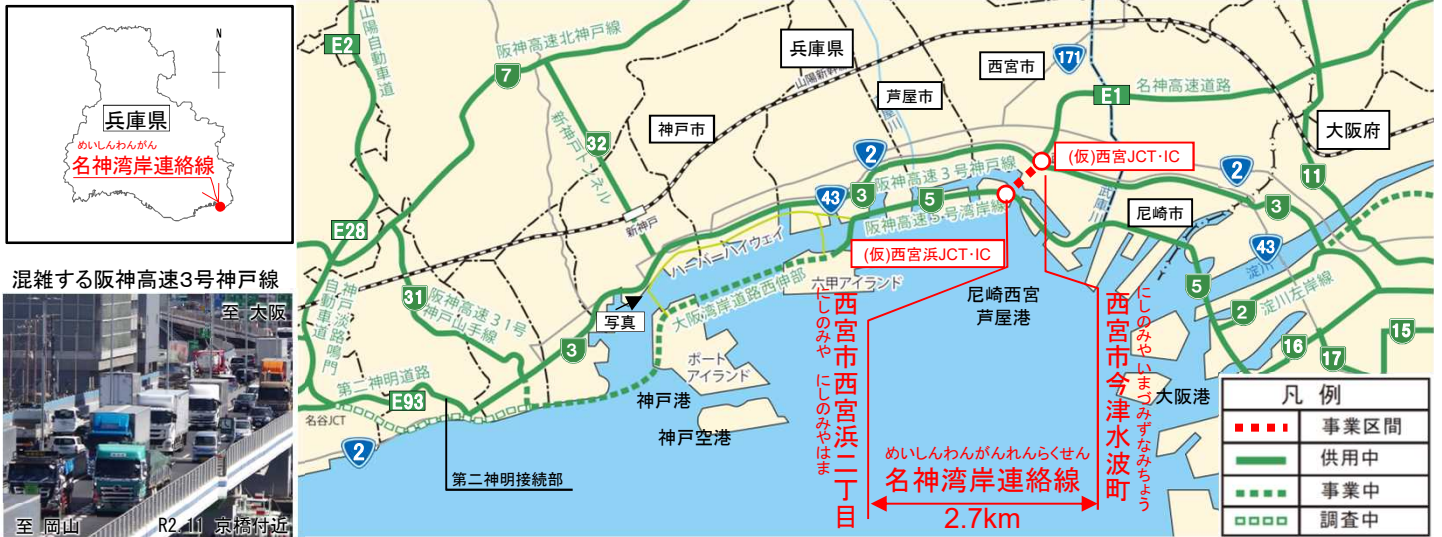 N
兵庫県
めいしんわんがん
名神湾岸連絡線
混雑する阪神高速3号神戸線
至 大阪
至 岡山
R2.11 京橋付近
E2
山陽自動車道
阪神高速北神戸線
7
兵庫県
山陽新幹線
西宮市
171
芦屋市
芦屋川
E1
名神高速道路
神戸市
大阪府
32
新神戸トンネル
2
(仮)西宮JCT・IC
2
11
阪神高速3号神戸線
43
3
5
阪神高速5号湾岸線
武庫川
尼崎市
3
43
淀川
新神戸
ハーバーハイウェイ
(仮)西宮浜JCT・IC
E28
神戸淡路鳴門
自動車道
31
阪神高速31号
神戸山手線
写真
大阪湾岸道路西伸部
六甲アイランド
尼崎西宮
芦屋港
5
2
淀川左岸線
15
16
17
3
ポート
アイランド
第二神明道路
E93
名谷JCT
2
神戸港
神戸空港
大阪港
第二神明接続部
西宮市西宮浜二丁目
にしのみや にしのみやはま
西宮市今津水波町
にしのみや いまづみずなみちょう
めいしんわんがんれんらくせん
名神湾岸連絡線
2.7km
凡 例
事業区間
供用中
事業中
調査中